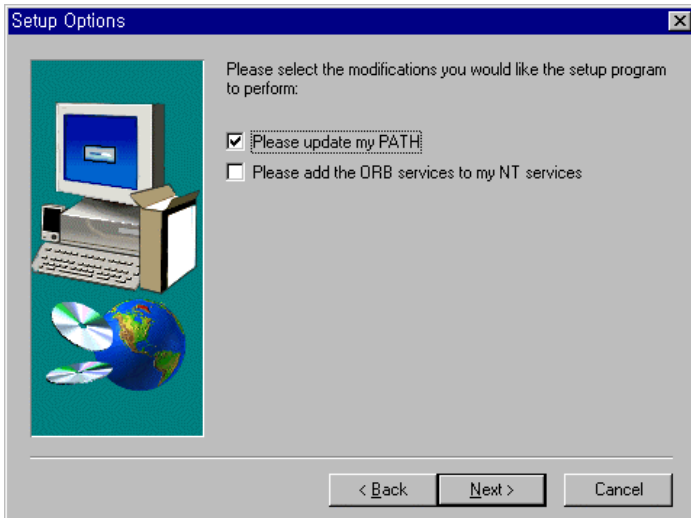 Setup Options
Please select the modifications you would like the setup program
to perform:
Please update my PATH
Please add the ORB services to my NT services
< Back
Next >
Cancel